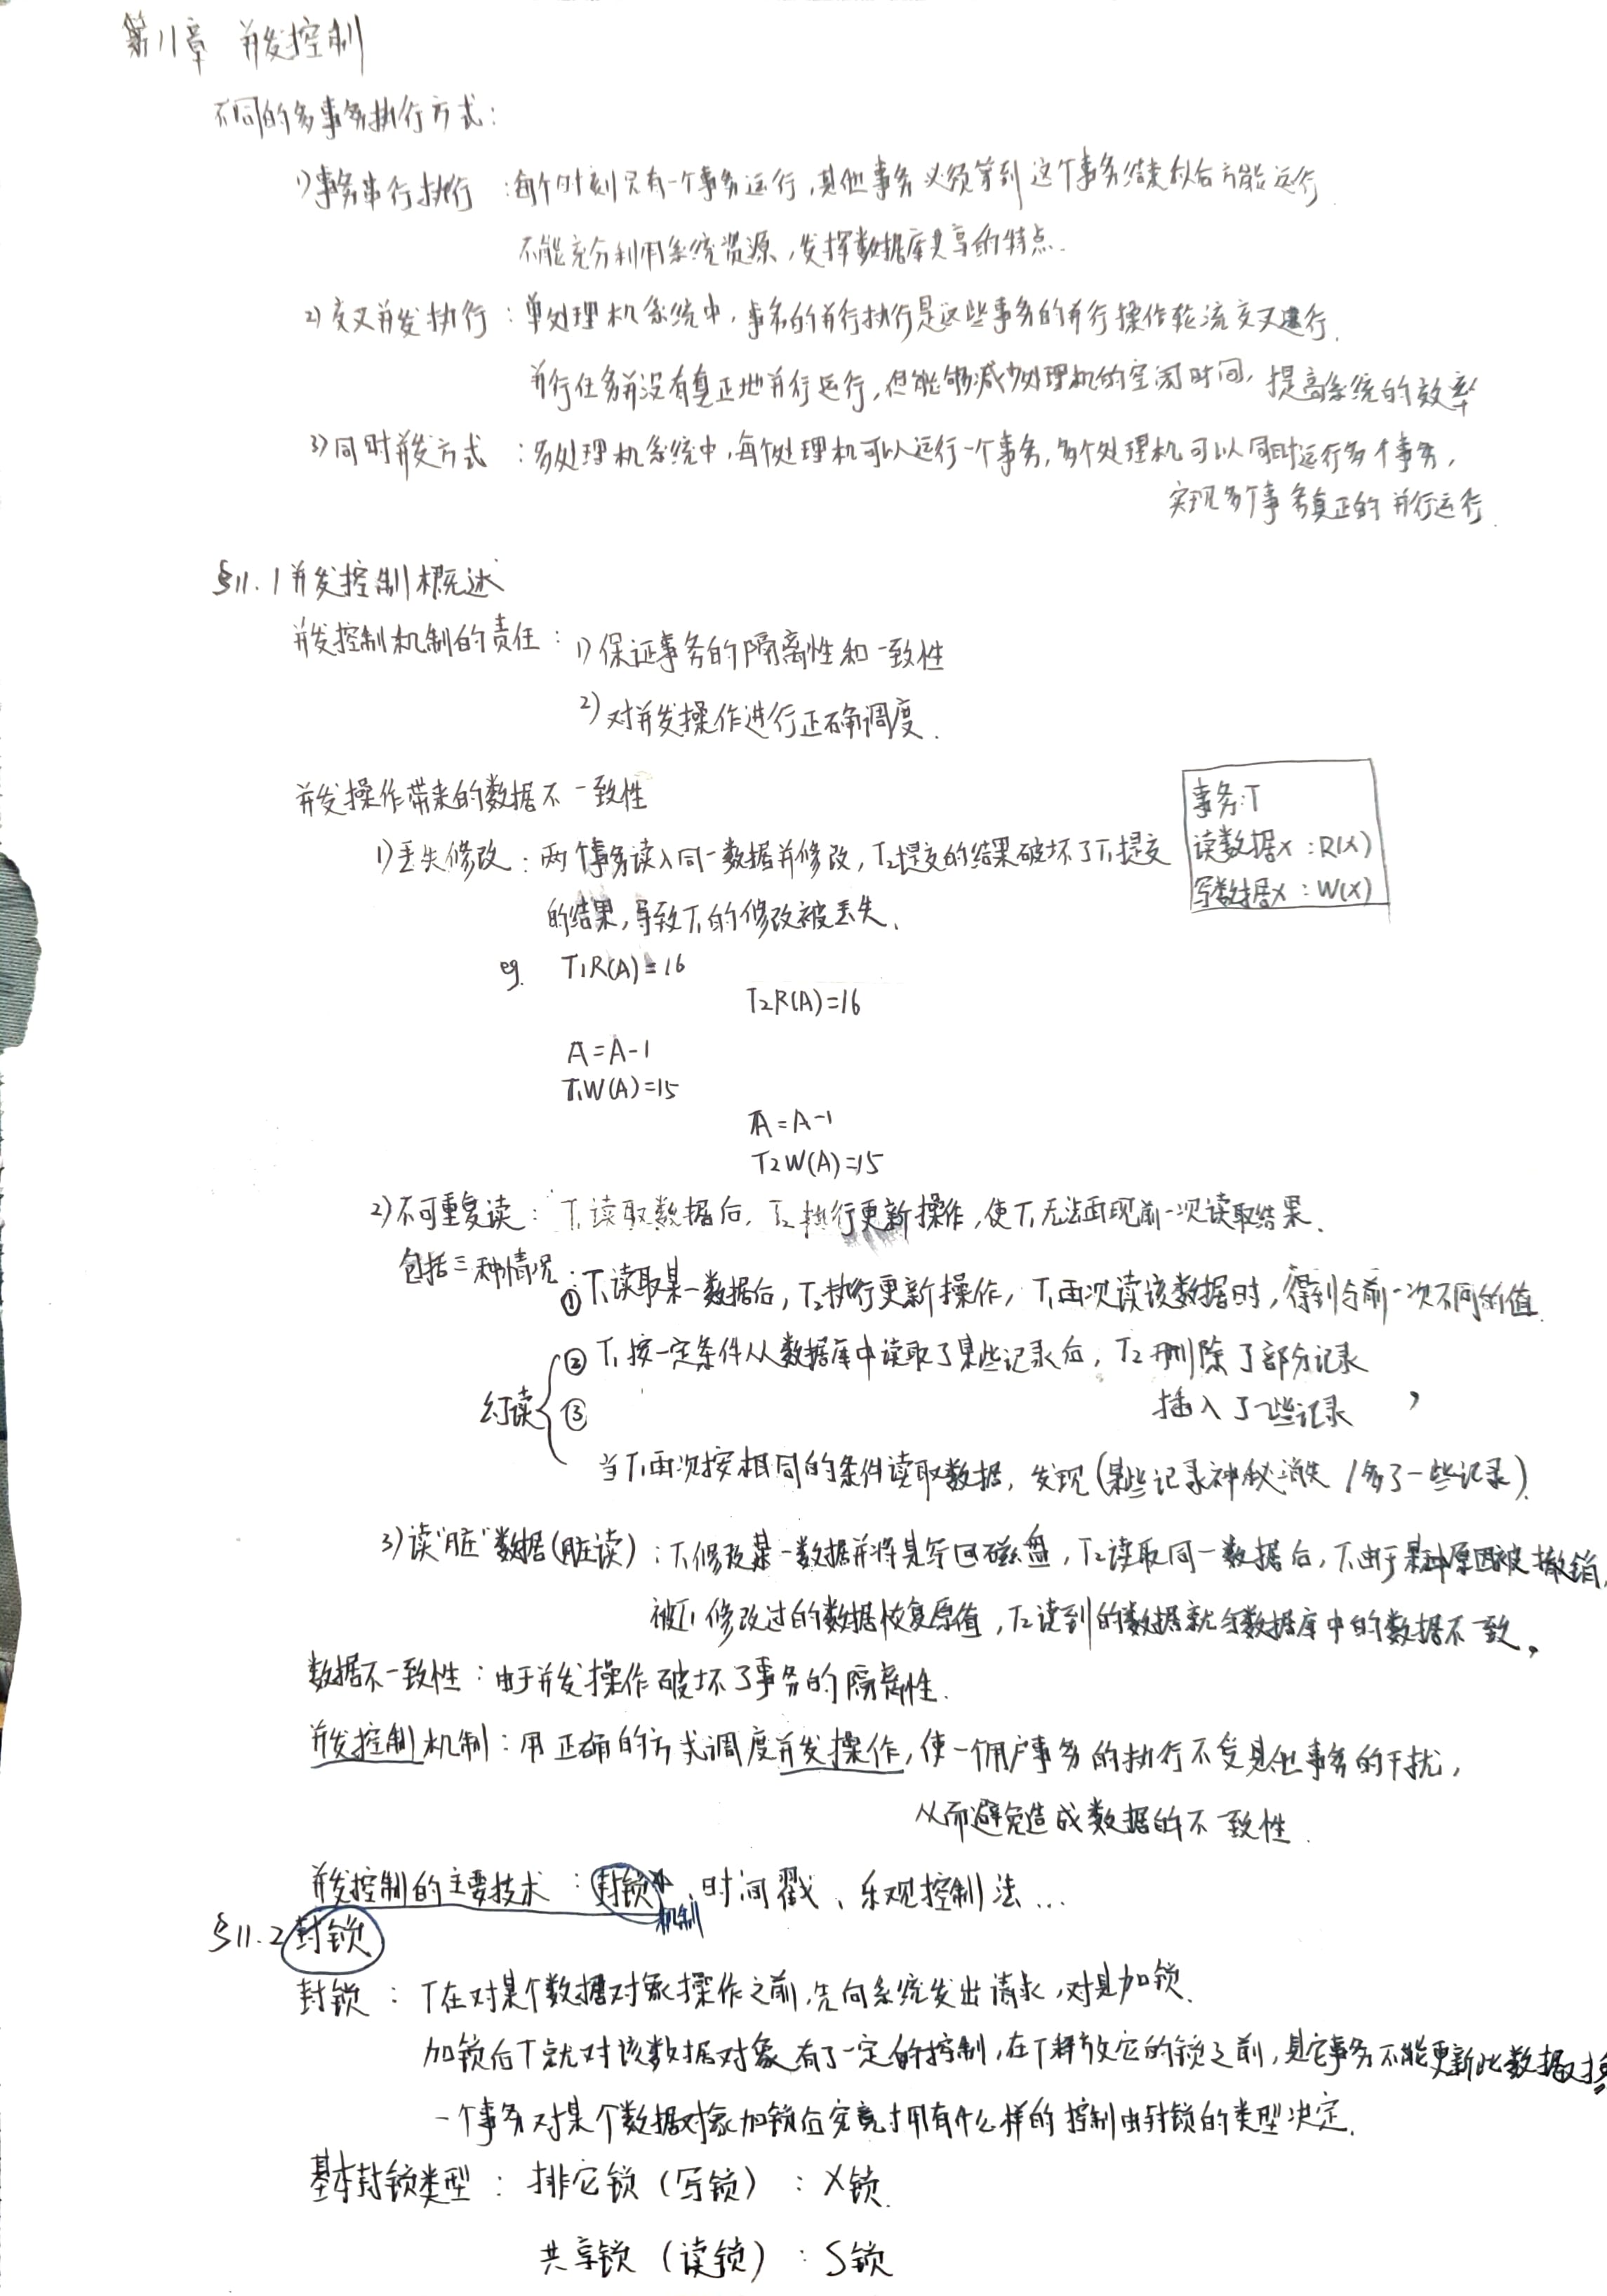 第11章 并发控制
不同的多事务执行方式：
1)事务串行执行：每个时刻只有一个事务运行，其他事务必须等到这个事务结束以后方能运行.
不能充分利用系统资源，发挥数据库共享的特点.
2)交叉并发执行：单处理机系统中，事务的并行执行是这些事务的并行操作轮流交叉运行.
并行任务并没有真正地并行运行，但能够减少处理机的空闲时间，提高系统的效率
3)同时并发方式：多处理机系统中，每个处理机可以运行一个事务，多个处理机可以同时运行多个事务，
实现多个事务真正的并行运行.
§11.1并发控制概述
并发控制机制的责任：1)保证事务的隔离性和一致性
2)对并发操作进行正确调度.
并发操作带来的数据不一致性
事务:T
读数据x：R(x)
写数据x：W(x)
1)丢失修改：两个事务读入同一数据并修改，T₂提交的结果破坏了T₁提交
的结果，导致T₁的修改被丢失.
eg. T₁R(A)=16
T₂R(A)=16
A=A-1
T₁W(A)=15
A=A-1
T₂W(A)=15
2)不可重复读：T₁读取数据后，T₂执行更新操作，使T₁无法再现前一次读取结果.
包括三种情况：
①T₁读取某一数据后，T₂执行更新操作，T₁再次读该数据时，得到与前一次不同的值.
②T₁按一定条件从数据库中读取了某些记录后，T₂删除了部分记录
幻读 ③ 插入了一些记录，
当T₁再次按相同的条件读取数据，发现(某些记录神秘消失/多了一些记录).
3)读“脏”数据(脏读)：T₁修改某一数据并将其写回磁盘，T₂读取同一数据后，T₁由于某种原因被撤销，
被T₁修改过的数据恢复原值，T₂读到的数据就与数据库中的数据不一致。
数据不一致性：由于并发操作破坏了事务的隔离性.
并发控制机制：用正确的方式调度并发操作，使一个用户事务的执行不受其他事务的干扰，
从而避免造成数据的不一致性.
并发控制的主要技术：封锁、时间戳、乐观控制法...
机制
§11.2封锁
封锁：T在对某个数据对象操作之前，先向系统发出请求，对其加锁.
加锁后T就对该数据对象有了一定的控制，在T释放它的锁之前，其它事务不能更新此数据对象
一个事务对某个数据对象加锁后究竟拥有什么样的控制由封锁的类型决定.
基本封锁类型：排它锁（写锁）：X锁.
共享锁（读锁）：S锁